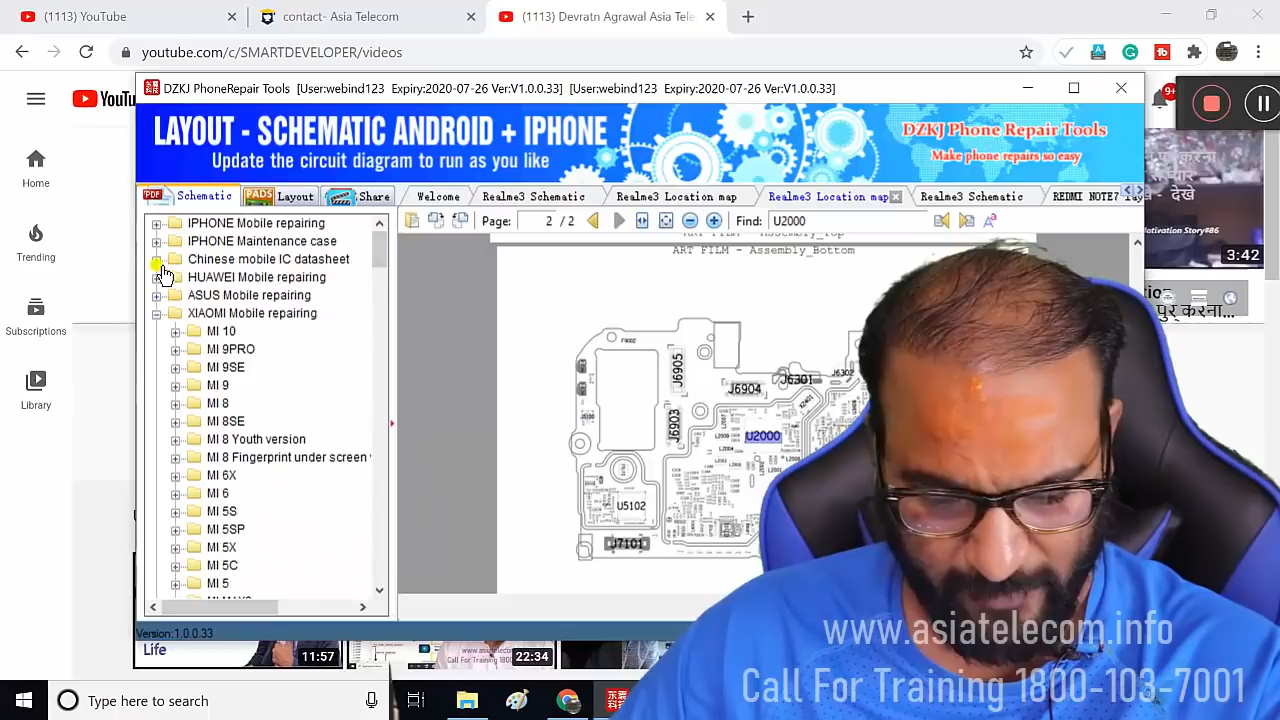 (1113) YouTube
contact- Asia Telecom
(1113) Devratn Agrawal Asia Tele
youtube.com/c/SMARTDEVELOPER/videos
YouTu
9+
DZKJ PhoneRepair Tools [User:webind123 Expiry:2020-07-26 Ver:V1.0.0.33] [User:webind123 Expiry:2020-07-26 Ver:V1.0.0.33]
LAYOUT - SCHEMATIC ANDROID + IPHONE
Update the circuit diagram to run as you like
DZKJ Phone Repair Tools
Make phone repairs so easy
PDF Schematic PADS Layout Share
Welcome Realme3 Schematic Realme3 Location map Realme3 Location map Realme3 Schematic REDMI NOTE7
Page: 2 / 2 Find: U2000
Home
Trending
Subscriptions
Library
IPHONE Mobile repairing
IPHONE Maintenance case
Chinese mobile IC datasheet
HUAWEI Mobile repairing
ASUS Mobile repairing
XIAOMI Mobile repairing
MI 10
MI 9PRO
MI 9SE
MI 9
MI 8
MI 8SE
MI 8 Youth version
MI 8 Fingerprint under screen
MI 6X
MI 6
MI 5S
MI 5SP
MI 5X
MI 5C
MI 5
ART FILM - Assembly_Bottom
J6905
J6904
J6301
J6302
J6903
U2000
U5102
J7101
otivation Story#86
3:42
पुर् करना...
Version:1.0.0.33
Life
11:57
22:34
www.asiatelecom.info
Call For Training 1800-103-7001
Type here to search